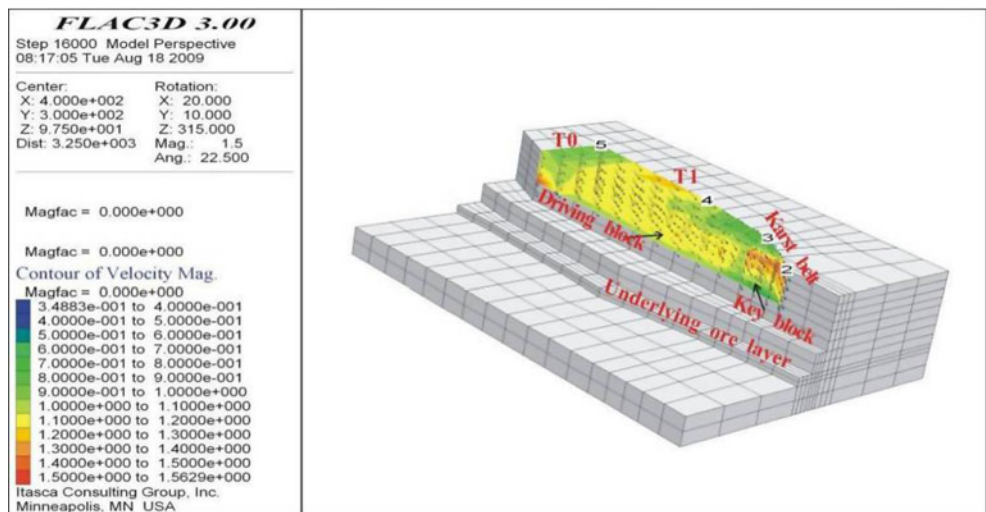 FLAC3D 3.00
Step 16000 Model Perspective
08:17:05 Tue Aug 18 2009
Center:
X: 4.000e+002
Y: 3.000e+002
Z: 9.750e+001
Dist: 3.250e+003
Rotation:
X: 20.000
Y: 10.000
Z: 315.000
Mag.: 1.5
Ang.: 22.500
Magfac = 0.000e+000
Magfac = 0.000e+000
Contour of Velocity Mag.
Magfac = 0.000e+000
3.4883e-001 to 4.0000e-001
4.0000e-001 to 5.0000e-001
5.0000e-001 to 6.0000e-001
6.0000e-001 to 7.0000e-001
7.0000e-001 to 8.0000e-001
8.0000e-001 to 9.0000e-001
9.0000e-001 to 1.0000e+000
1.0000e+000 to 1.1000e+000
1.1000e+000 to 1.2000e+000
1.2000e+000 to 1.3000e+000
1.3000e+000 to 1.4000e+000
1.4000e+000 to 1.5000e+000
1.5000e+000 to 1.5629e+000
Itasca Consulting Group, Inc.
Minneapolis, MN USA
T0
5
T1
4
Karst belt
3
2
Driving block
Key block
Underlying ore layer